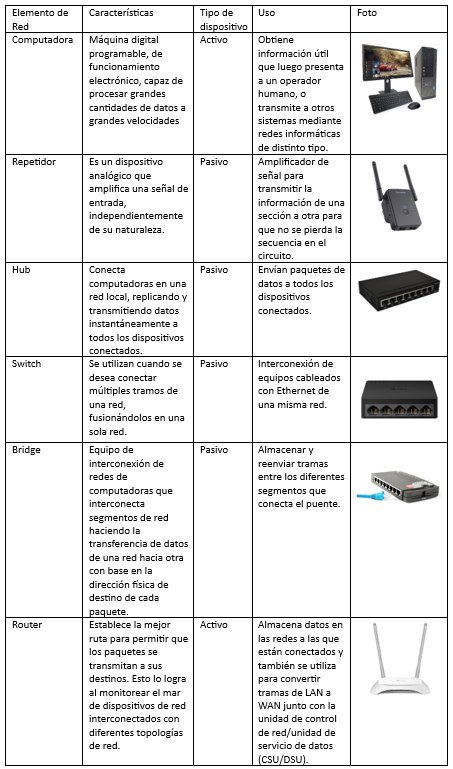 Elemento de Red
Características
Tipo de dispositivo
Uso
Foto
Computadora
Máquina digital
programable, de
funcionamiento
electrónico, capaz de
procesar grandes
cantidades de datos a
grandes velocidades
Activo
Obtiene
información útil
que luego presenta
a un operador
humano, o
transmite a otros
sistemas mediante
redes informáticas
de distinto tipo.
Repetidor
Es un dispositivo
analógico que
amplifica una señal de
entrada,
independientemente
de su naturaleza.
Pasivo
Amplificador de
señal para
transmitir la
información de una
sección a otra para
que no se pierda la
secuencia en el
circuito.
Hub
Conecta
computadoras en una
red local, replicando y
transmitiendo datos
instantáneamente a
todos los dispositivos
conectados.
Pasivo
Envían paquetes de
datos a todos los
dispositivos
conectados.
Switch
Se utilizan cuando se
desea conectar
múltiples tramos de
una red,
fusionándolos en una
sola red.
Pasivo
Interconexión de
equipos cableados
con Ethernet de
una misma red.
Bridge
Equipo de
interconexión de
redes de
computadoras que
interconecta
segmentos de red
haciendo la
transferencia de datos
de una red hacia otra
con base en la
dirección física de
destino de cada
paquete.
Pasivo
Almacenar y
reenviar tramas
entre los diferentes
segmentos que
conecta el puente.
Router
Establece la mejor
ruta para permitir que
los paquetes se
transmitan a sus
destinos. Esto lo logra
al monitorear el mar
de dispositivos de red
interconectados con
diferentes topologías
de red.
Activo
Almacena datos en
las redes a las que
están conectados y
también se utiliza
para convertir
tramas de LAN a
WAN junto con la
unidad de control
de red/unidad de
servicio de datos
(CSU/DSU).